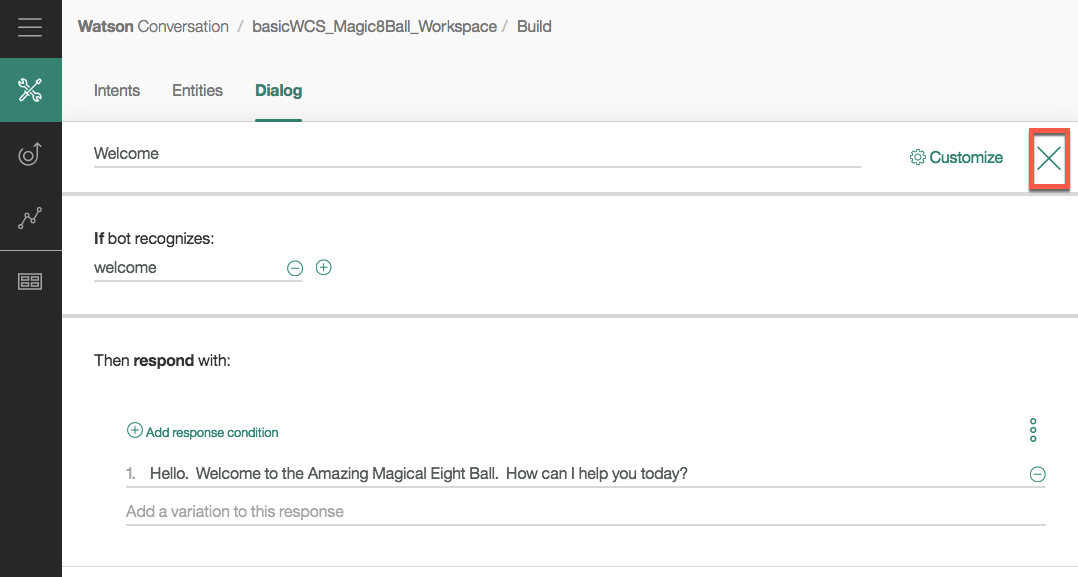 Watson Conversation / basicWCS_Magic8Ball_Workspace / Build
Intents Entities Dialog
Welcome
Customize
If bot recognizes:
welcome
Then respond with:
Add response condition
1. Hello. Welcome to the Amazing Magical Eight Ball. How can I help you today?
Add a variation to this response